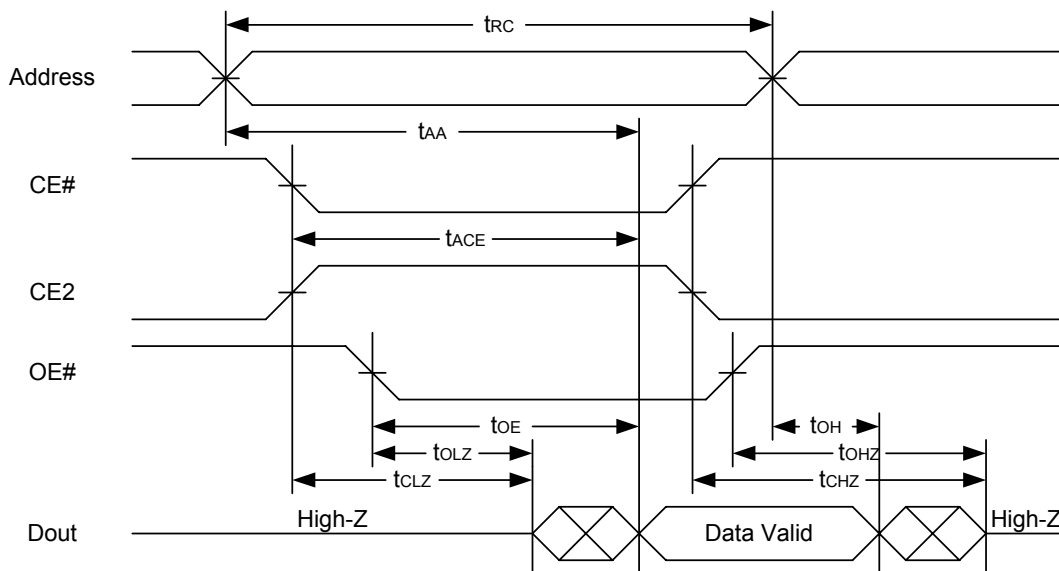 tRC
Address
tAA
CE#
tACE
CE2
OE#
tOE
tOH
tOLZ
tOHZ
tCLZ
tCHZ
High-Z
Data Valid
High-Z
Dout